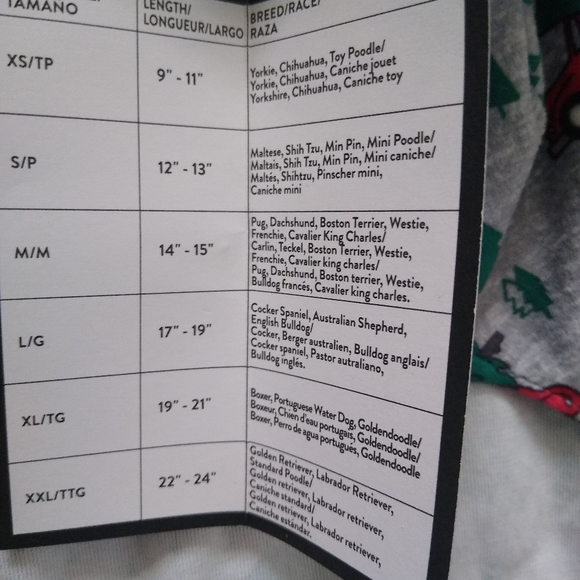 TAMANO
LENGTH/
LONGUEUR/LARGO
BREED/RACE/
RAZA
XS/TP
9" - 11"
Yorkie, Chihuahua, Toy Poodle/
Yorkie, Chihuahua, Caniche jouet
Yorkshire, Chihuahua, Caniche toy
S/P
12" - 13"
Maltese, Shih Tzu, Min Pin, Mini Poodle/
Maltais, Shih Tzu, Min Pin, Mini caniche/
Maltés, Shihtzu, Pinscher mini,
Caniche mini
M/M
14" - 15"
Pug, Dachshund, Boston Terrier, Westie,
Frenchie, Cavalier King Charles/
Carlin, Teckel, Boston Terrier, Westie,
Frenchie, Cavalier king charles/
Pug, Dachshund, Boston terrier, Westie,
Bulldog francés, Cavalier king charles.
L/G
17" - 19"
Cocker Spaniel, Australian Shepherd,
English Bulldog/
Cocker, Berger australien, Bulldog anglais/
Cocker spaniel, Pastor autraliano,
Bulldog inglés.
XL/TG
19" - 21"
Boxer, Portuguese Water Dog, Goldendoodle/
Boxeur, Chien d'eau portugais, Goldendoodle/
Boxer, Perro de agua portugués, Goldendoodle
XXL/TTG
22" - 24"
Golden Retriever, Labrador Retriever,
Standard Poodle/
Golden retriever, Labrador retriever,
Caniche standard/
Golden retriever, Labrador retriever,
Caniche estándar.